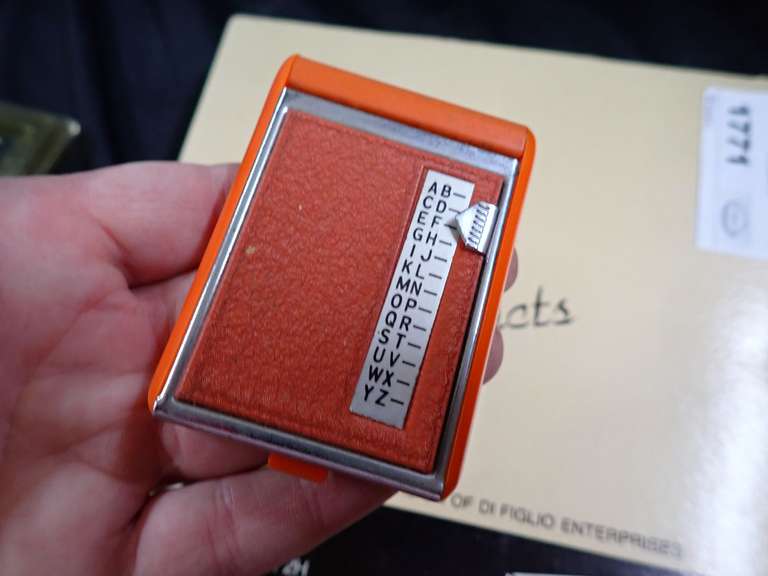 AB
CD
EF
GH
IJ
KL
MN
OP
QR
ST
UV
WX
YZ
1771
OF DI FIGLIO ENTERPRISES